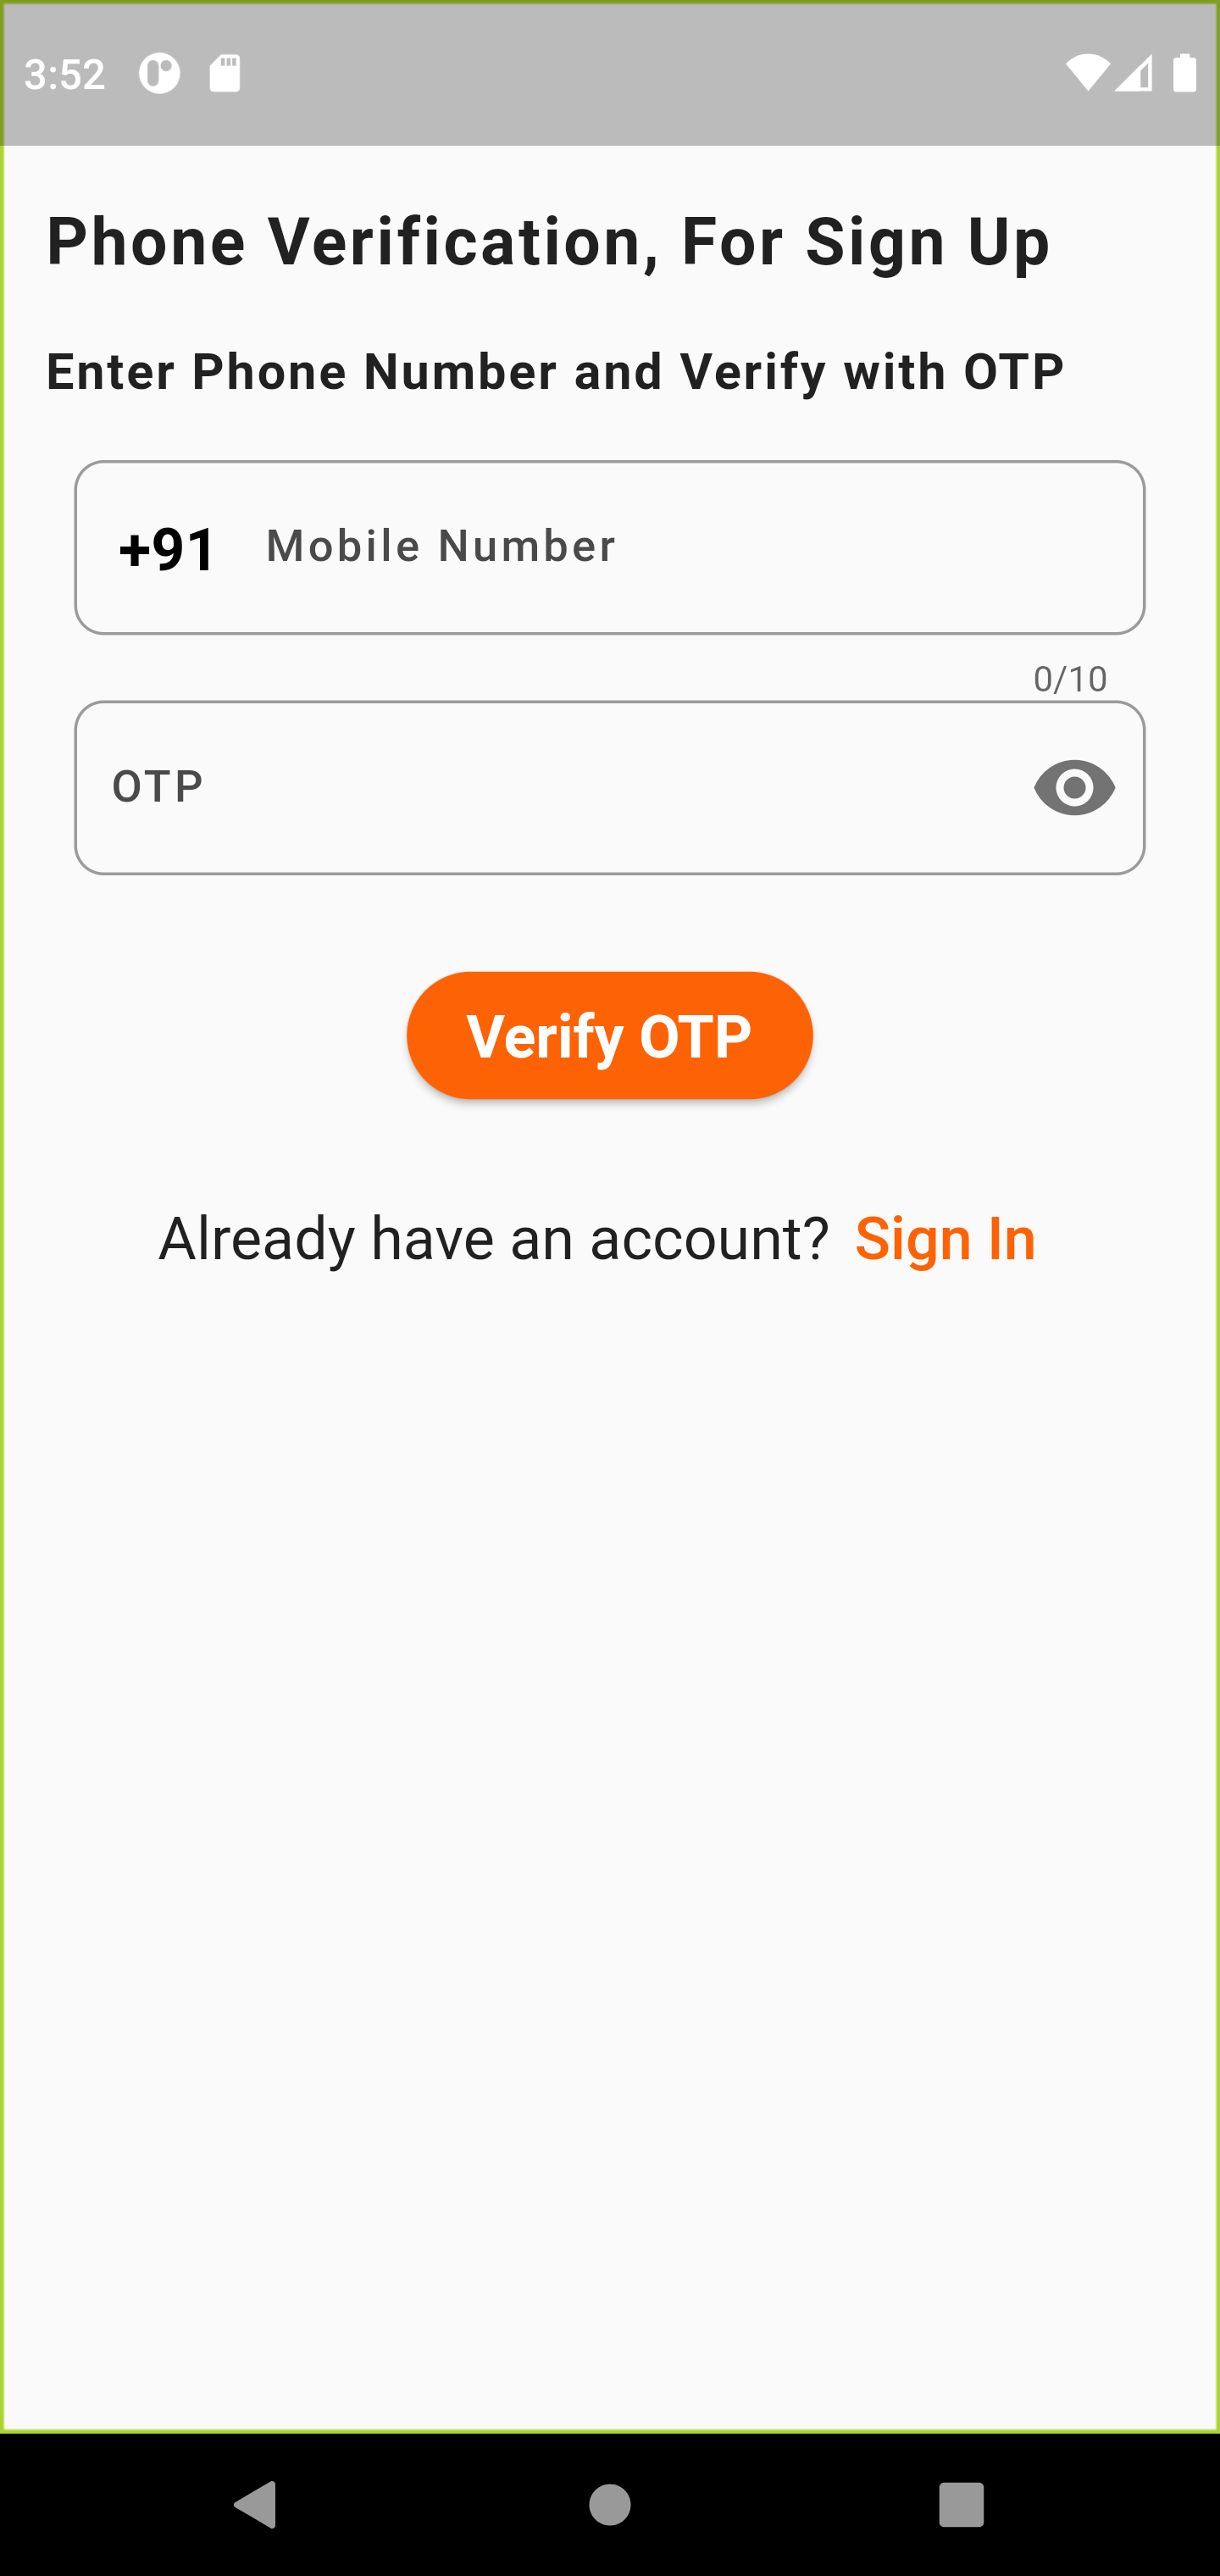 3:52
Phone Verification, For Sign Up
Enter Phone Number and Verify with OTP
+91 Mobile Number
0/10
OTP
Verify OTP
Already have an account? Sign In